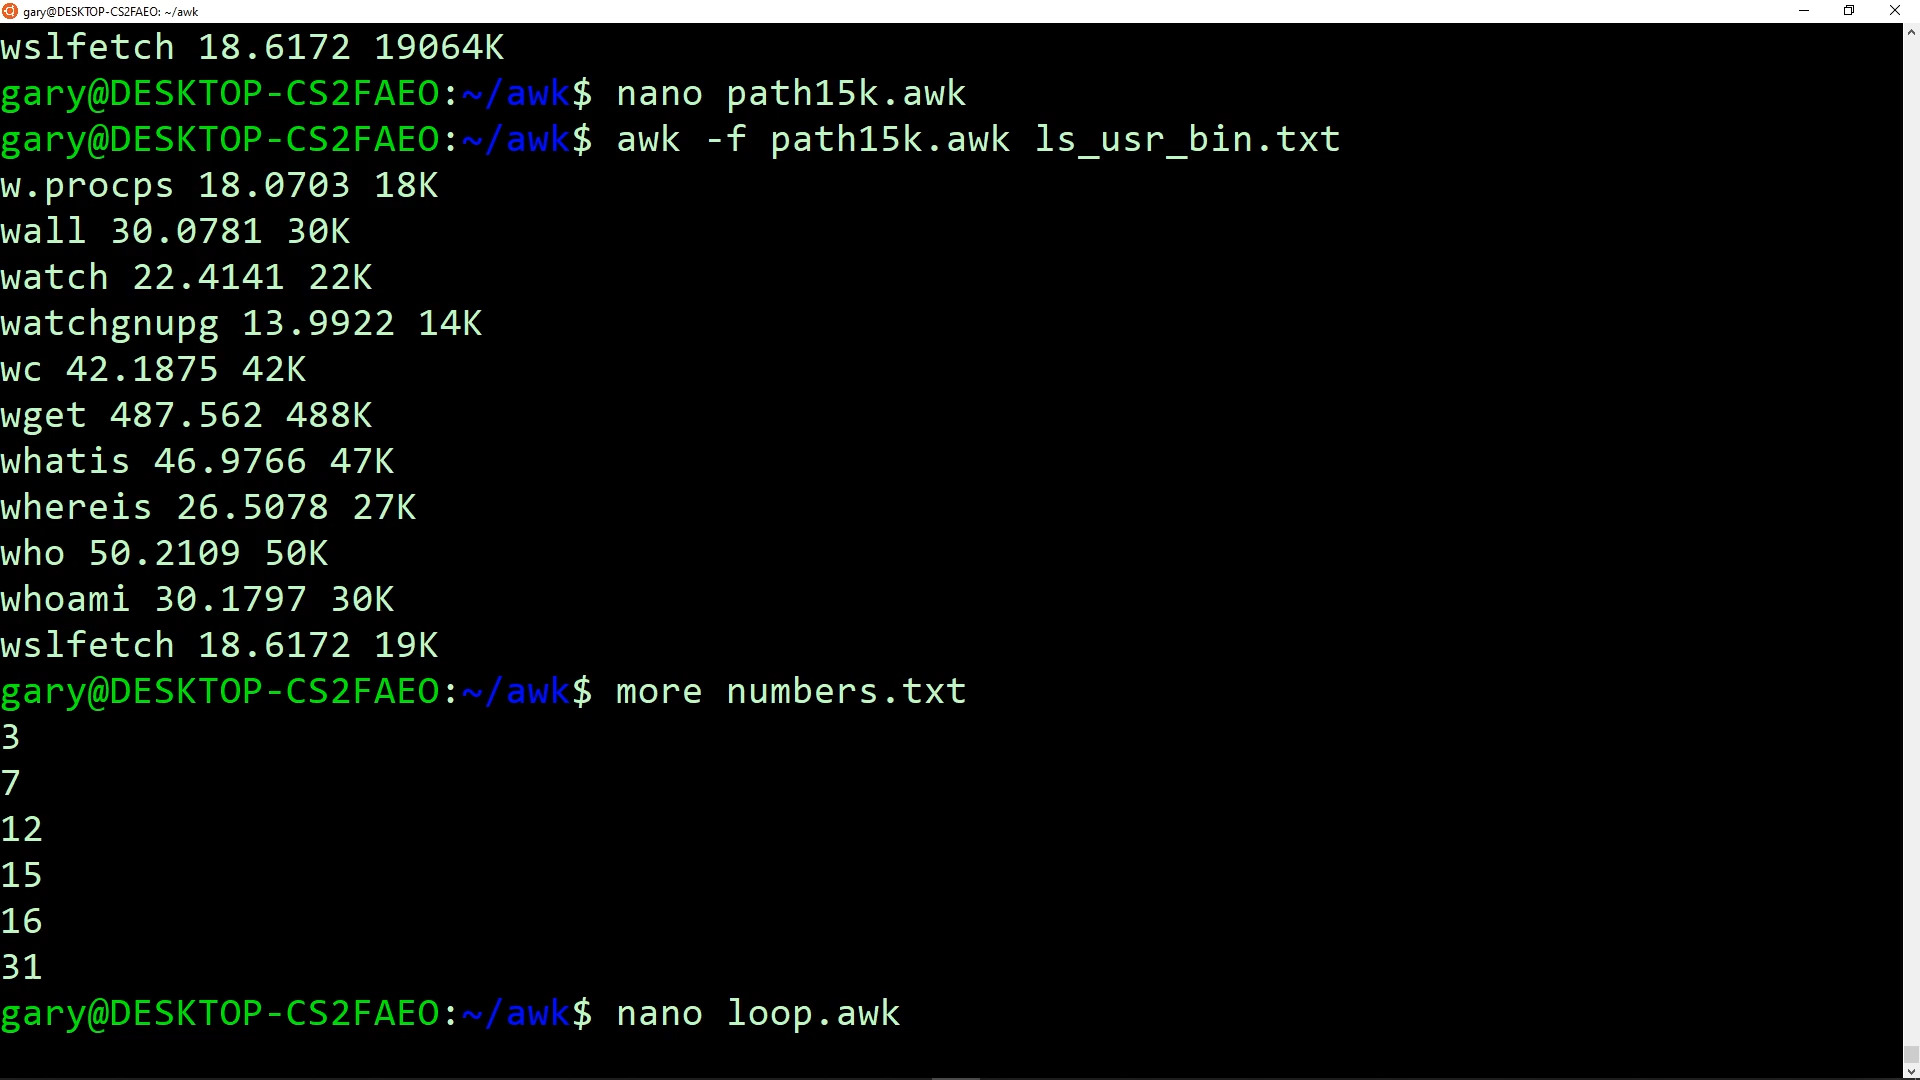 gary@DESKTOP-CS2FAEO: ~/awk
wslfetch 18.6172 19064K
gary@DESKTOP-CS2FAEO:~/awk$ nano path15k.awk
gary@DESKTOP-CS2FAEO:~/awk$ awk -f path15k.awk ls_usr_bin.txt
w.procps 18.0703 18K
wall 30.0781 30K
watch 22.4141 22K
watchgnupg 13.9922 14K
wc 42.1875 42K
wget 487.562 488K
whatis 46.9766 47K
whereis 26.5078 27K
who 50.2109 50K
whoami 30.1797 30K
wslfetch 18.6172 19K
gary@DESKTOP-CS2FAEO:~/awk$ more numbers.txt
3
7
12
15
16
31
gary@DESKTOP-CS2FAEO:~/awk$ nano loop.awk